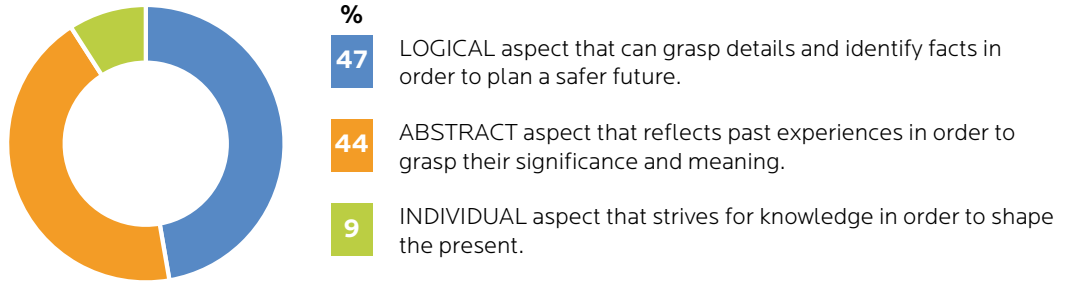 %
47
LOGICAL aspect that can grasp details and identify facts in
order to plan a safer future.
44
ABSTRACT aspect that reflects past experiences in order to
grasp their significance and meaning.
9
INDIVIDUAL aspect that strives for knowledge in order to shape
the present.